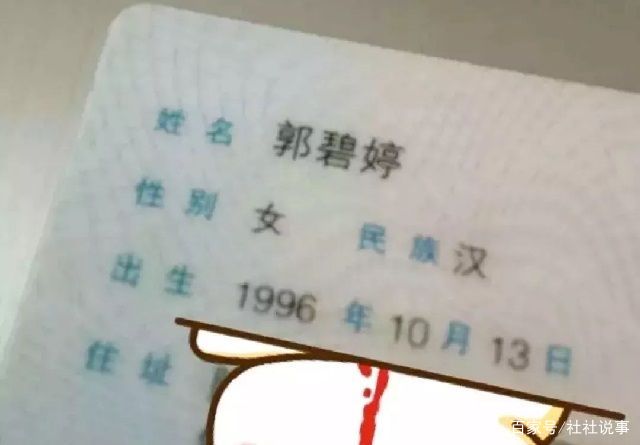 姓名 郭碧婷
性别 女 民族 汉
出生 1996 年 10 月 13 日
住址
百家号/社社说事